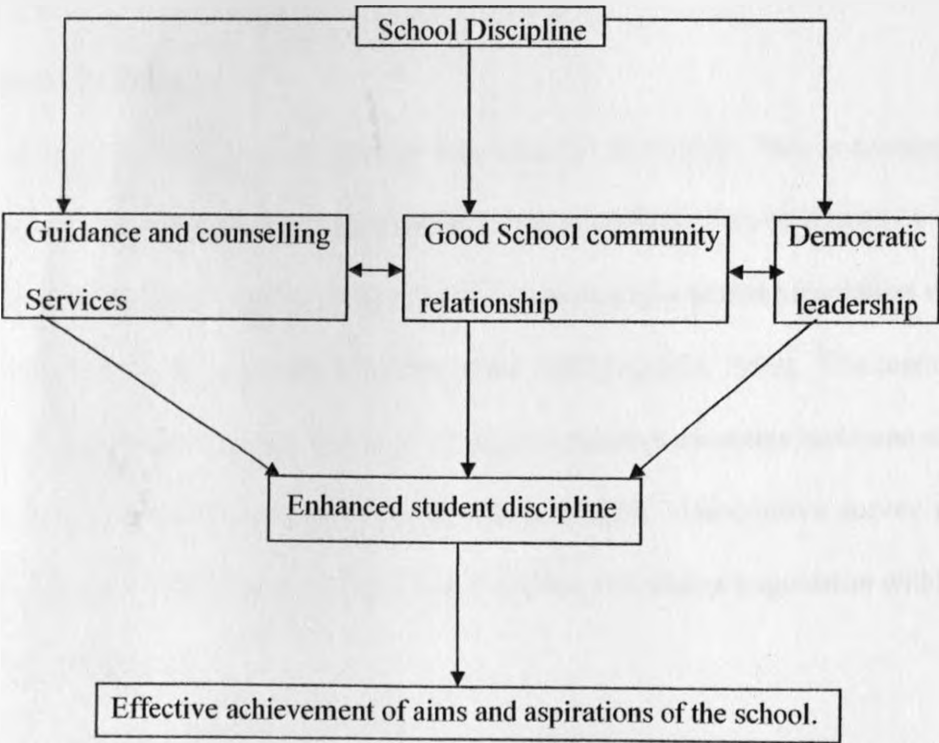 School Discipline
Guidance and counselling
Services
Good School community
relationship
Democratic
leadership
Enhanced student discipline
Effective achievement of aims and aspirations of the school.